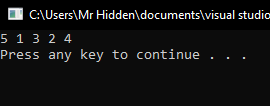 C:\Users\Mr Hidden\documents\visual studio
5 1 3 2 4
Press any key to continue . . .